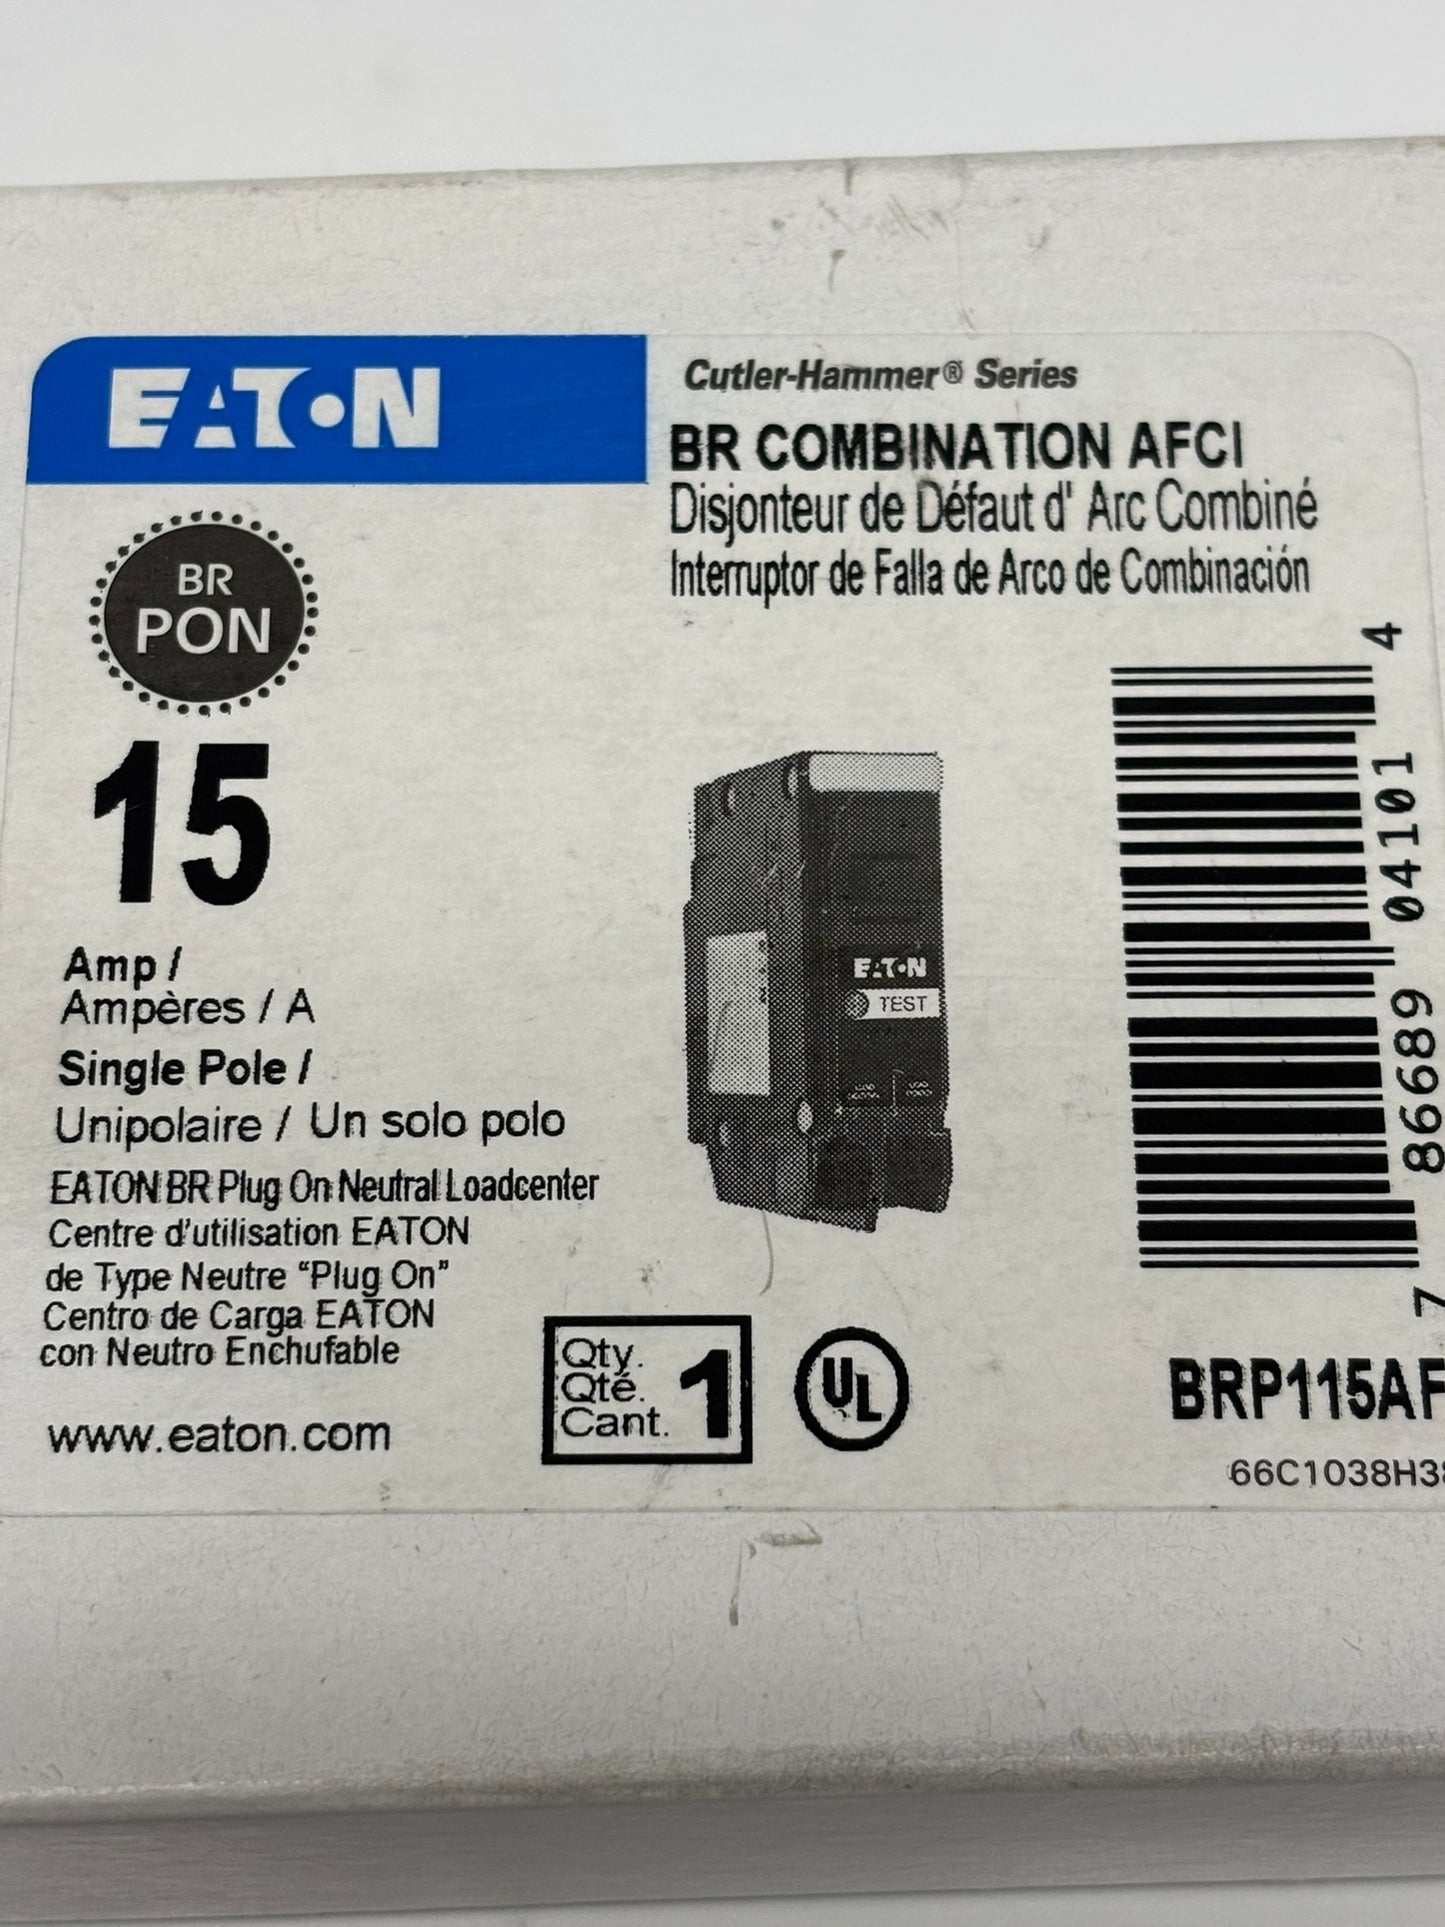 EATON
Cutler-Hammer® Series
BR COMBINATION AFCI
Disjonteur de Défaut d' Arc Combiné
Interruptor de Falla de Arco de Combinación
BR
PON
15
Amp /
Ampères / A
Single Pole /
Unipolaire / Un solo polo
EATON BR Plug On Neutral Loadcenter
Centre d'utilisation EATON
de Type Neutre "Plug On"
Centro de Carga EATON
con Neutro Enchufable
www.eaton.com
EATON
TEST
Qty.
Qté.
Cant.
1
UL
7 86689 04101 4
BRP115AF
66C1038H38